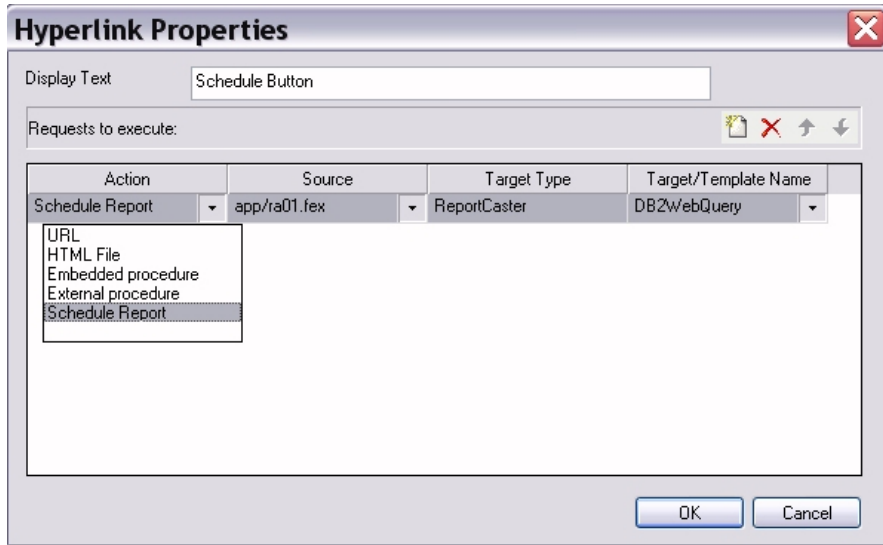 Hyperlink Properties
Display Text Schedule Button
Requests to execute:
Action Source Target Type Target/Template Name
Schedule Report app/ra01.fex ReportCaster DB2WebQuery
URL
HTML File
Embedded procedure
External procedure
Schedule Report
OK Cancel